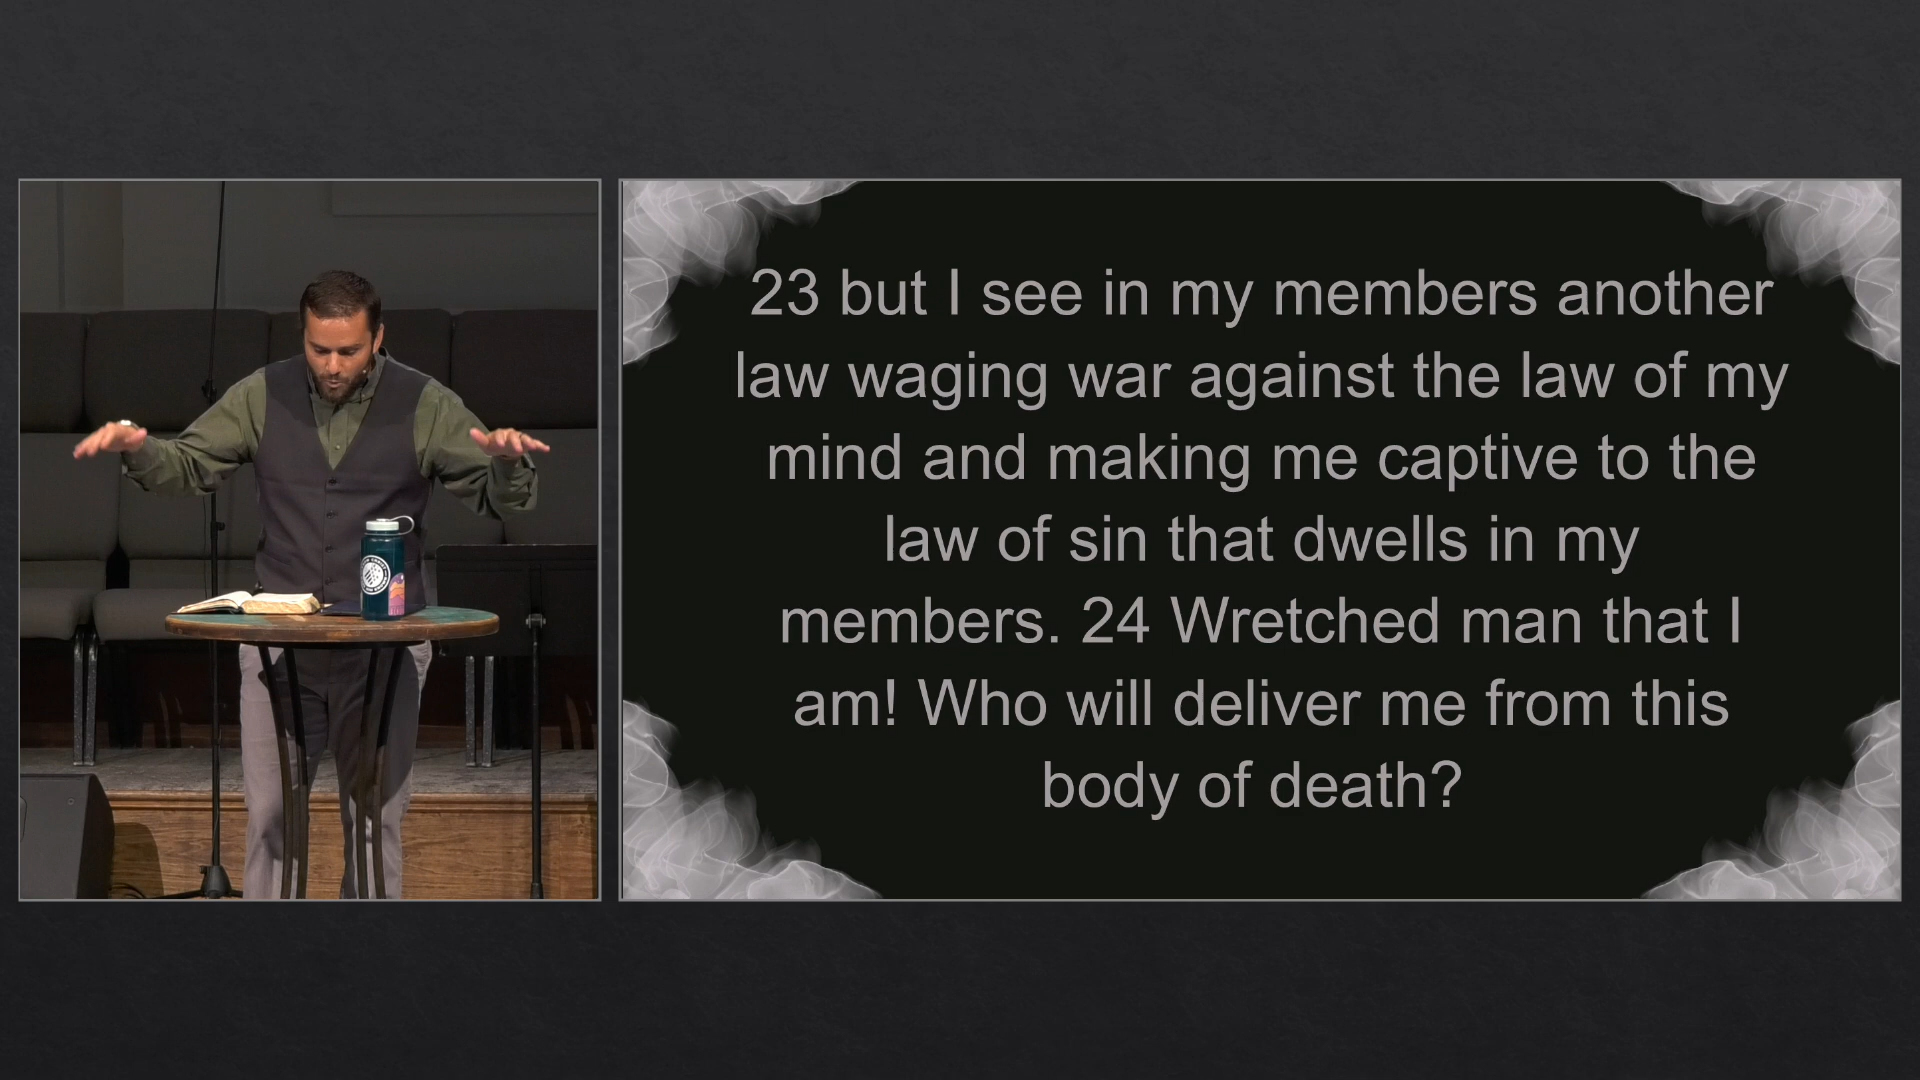 23 but I see in my members another
law waging war against the law of my
mind and making me captive to the
law of sin that dwells in my
members. 24 Wretched man that I
am! Who will deliver me from this
body of death?